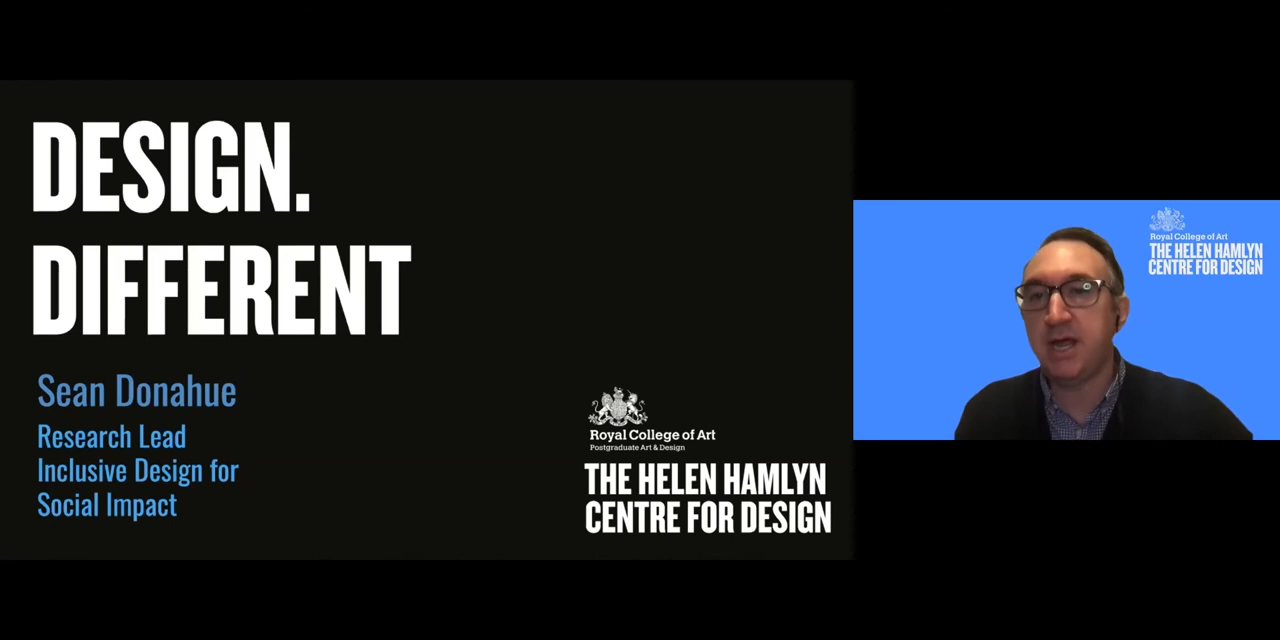 DESIGN.
DIFFERENT
Sean Donahue
Research Lead
Inclusive Design for
Social Impact
Royal College of Art
Postgraduate Art & Design
THE HELEN HAMLYN
CENTRE FOR DESIGN
Royal College of Art
THE HELEN HAMLYN
CENTRE FOR DESIGN